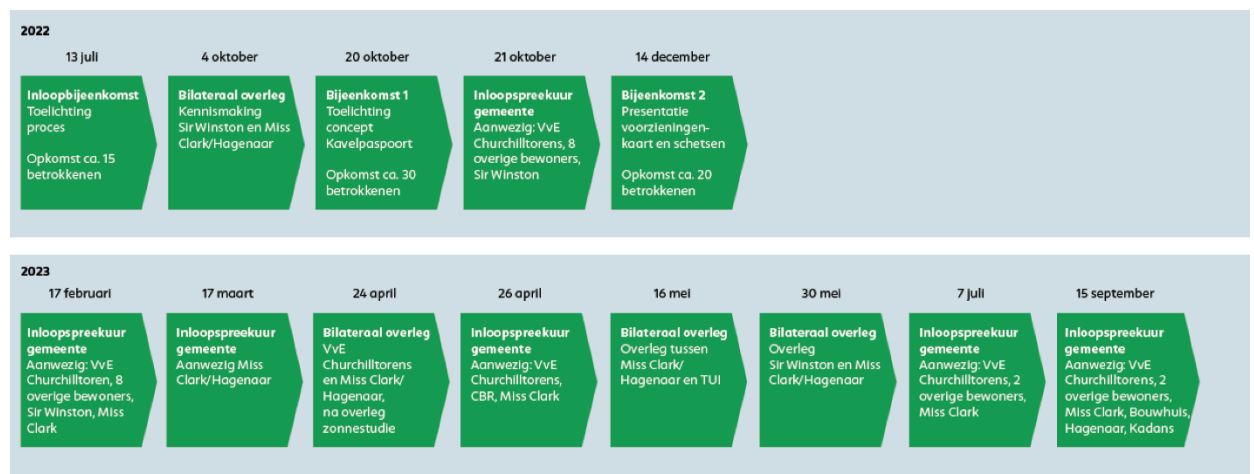 2022
13 juli
Inloopbijeenkomst
Toelichting
proces
Opkomst ca. 15
betrokkenen
4 oktober
Bilateraal overleg
Kennismaking
Sir Winston en Miss
Clark/Hagenaar
20 oktober
Bijeenkomst 1
Toelichting
concept
Kavelpaspoort
Opkomst ca. 30
betrokkenen
21 oktober
Inloopspreekuur
gemeente
Aanwezig: VvE
Churchilltorens, 8
overige bewoners,
Sir Winston
14 december
Bijeenkomst 2
Presentatie
voorzieningen-
kaart en schetsen
Opkomst ca. 20
betrokkenen
2023
17 februari
Inloopspreekuur
gemeente
Aanwezig: VvE
Churchilltoren, 8
overige bewoners,
Sir Winston, Miss
Clark
17 maart
Inloopspreekuur
gemeente
Aanwezig Miss
Clark/Hagenaar
24 april
Bilateraal overleg
VvE
Churchilltorens
en Miss Clark/
Hagenaar,
na overleg
zonnestudie
26 april
Inloopspreekuur
gemeente
Aanwezig: VvE
Churchilltorens,
CBR, Miss Clark
16 mei
Bilateraal overleg
Overleg tussen
Miss Clark/
Hagenaar en TUI
30 mei
Bilateraal overleg
Overleg
Sir Winston en Miss
Clark/Hagenaar
7 juli
Inloopspreekuur
gemeente
Aanwezig: VvE
Churchilltorens, 2
overige bewoners,
Miss Clark
15 september
Inloopspreekuur
gemeente
Aanwezig: VvE
Churchilltorens, 2
overige bewoners,
Miss Clark, Bouwhuis,
Hagenaar, Kadans